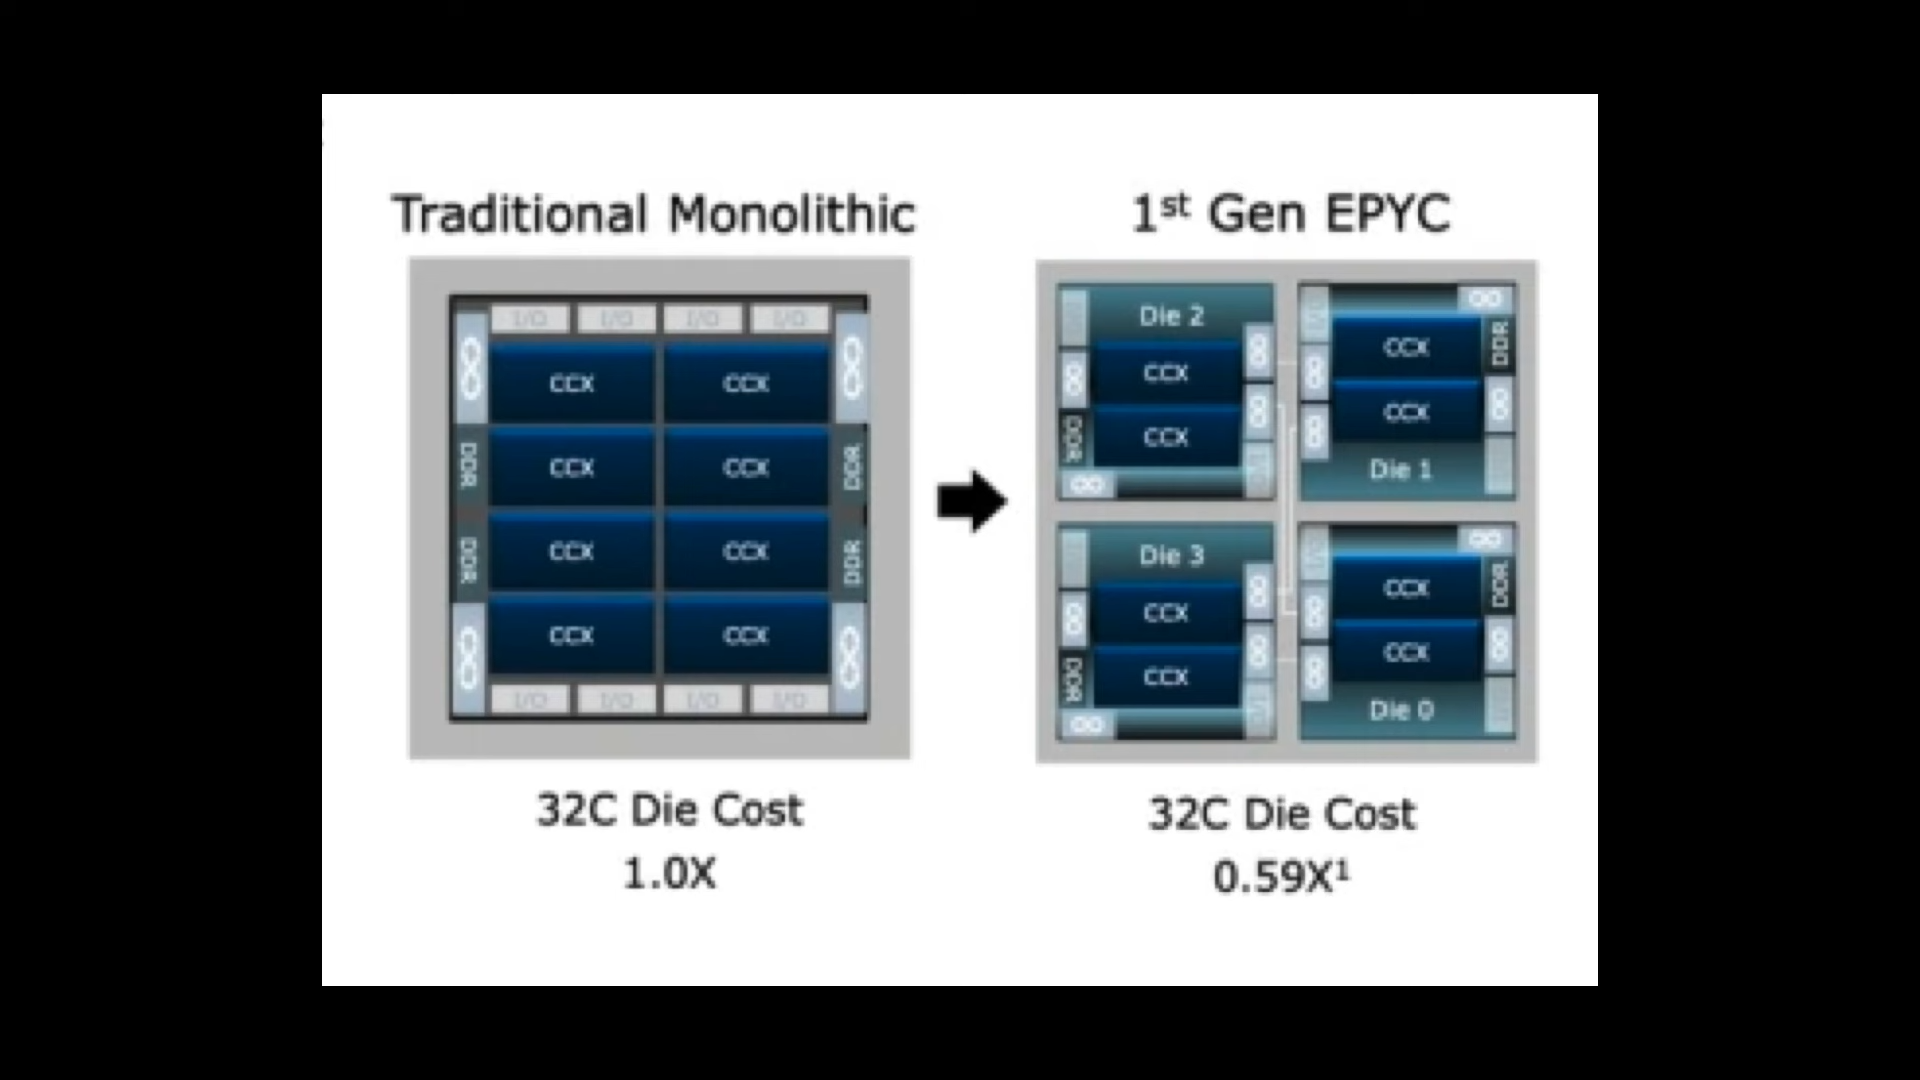 Traditional Monolithic
I/O I/O I/O I/O
CCX CCX
CCX CCX
DDR DDR
CCX CCX
DDR DDR
CCX CCX
I/O I/O I/O I/O
32C Die Cost
1.0X
1st Gen EPYC
Die 2
CCX
CCX
DDR
CCX
DDR
CCX
Die 1
Die 3
CCX
CCX
DDR
CCX
DDR
CCX
Die 0
32C Die Cost
0.59X¹